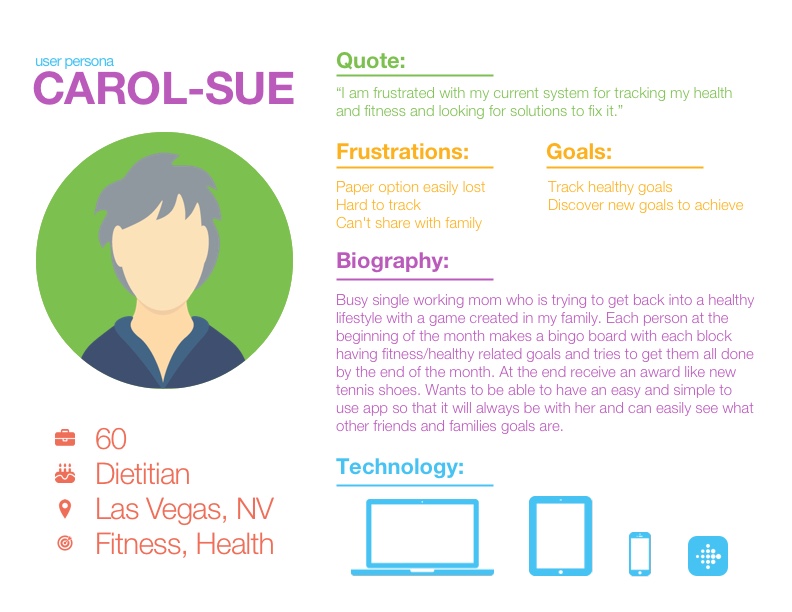 user persona
CAROL-SUE
60
Dietitian
Las Vegas, NV
Fitness, Health
Quote:
“I am frustrated with my current system for tracking my health
and fitness and looking for solutions to fix it.”
Frustrations:
Paper option easily lost
Hard to track
Can't share with family
Goals:
Track healthy goals
Discover new goals to achieve
Biography:
Busy single working mom who is trying to get back into a healthy
lifestyle with a game created in my family. Each person at the
beginning of the month makes a bingo board with each block
having fitness/healthy related goals and tries to get them all done
by the end of the month. At the end receive an award like new
tennis shoes. Wants to be able to have an easy and simple to
use app so that it will always be with her and can easily see what
other friends and families goals are.
Technology: